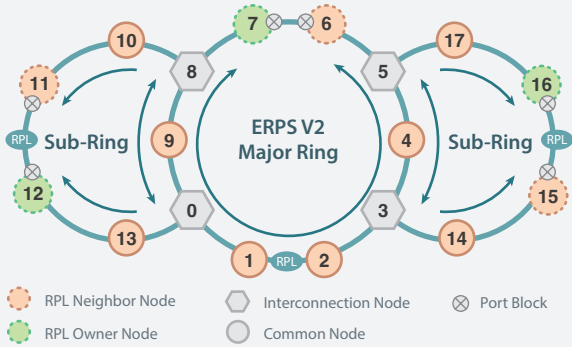 7
6
10
17
8
5
11
16
ERPS V2
Major Ring
RPL
Sub-Ring
9
4
Sub-Ring
RPL
12
15
0
3
13
14
1
RPL
2
RPL Neighbor Node
Interconnection Node
Port Block
RPL Owner Node
Common Node